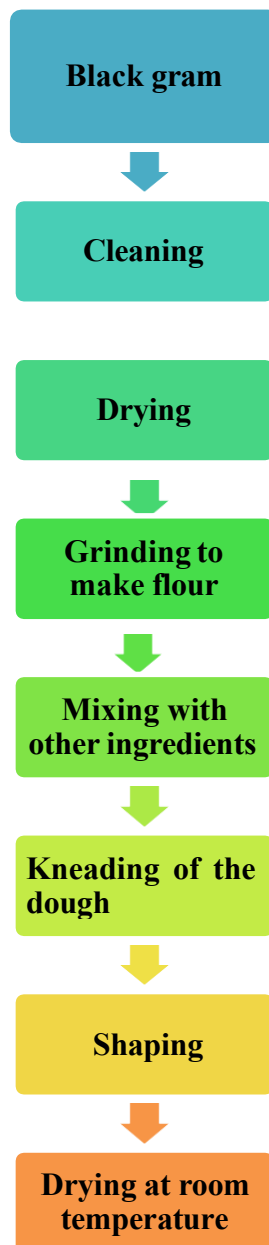 Black gram
Cleaning
Drying
Grinding to
make flour
Mixing with
other ingredients
Kneading of the
dough
Shaping
Drying at room
temperature